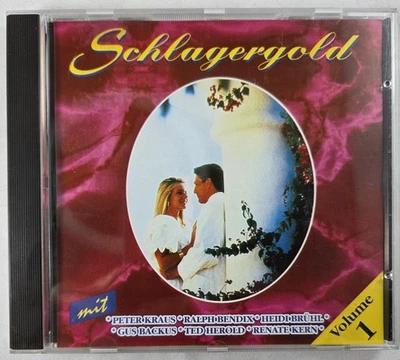 Schlagergold
mit
* PETER KRAUS * RALPH BENDIX * HEIDI BRÜHL *
* GUS BACKUS * TED HEROLD * RENATE KERN *
Volume
1